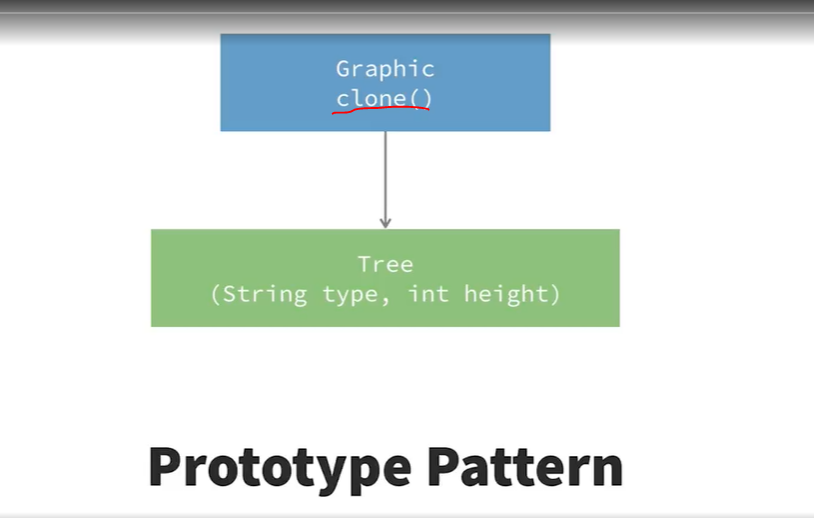 Graphic
clone()
Tree
(String type, int height)
Prototype Pattern